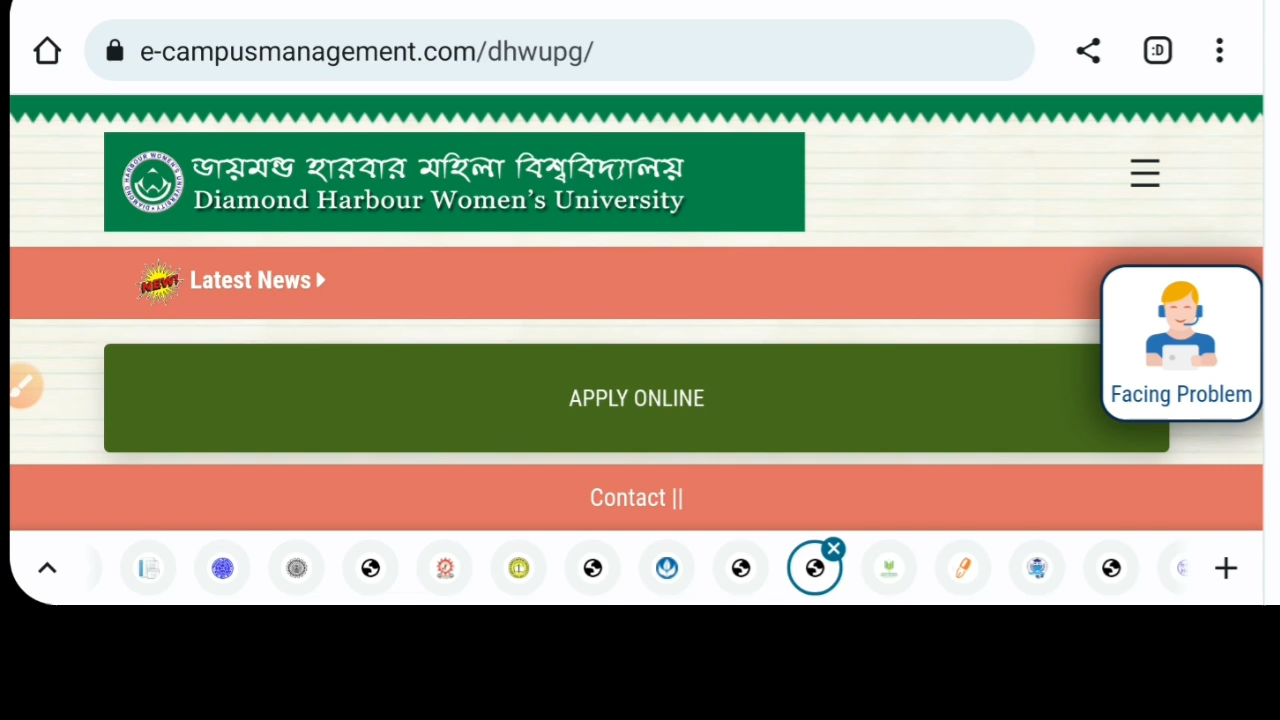 e-campusmanagement.com/dhwupg/
:D
ডায়মন্ড হারবার মহিলা বিশ্ববিদ্যালয়
Diamond Harbour Women's University
NEW! Latest News
Facing Problem
APPLY ONLINE
Contact ||